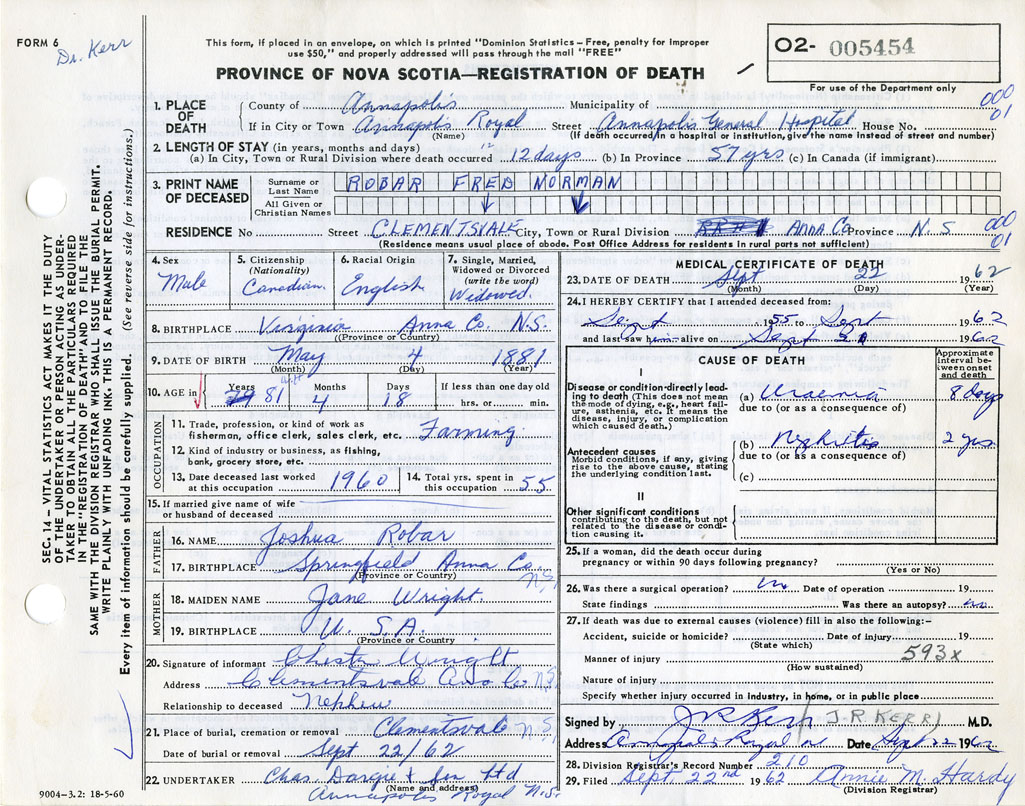 FORM 6
Dr. Kerr
This form, if placed in an envelope, on which is printed "Dominion Statistics – Free, penalty for improper
use $50," and properly addressed will pass through the mail "FREE"
PROVINCE OF NOVA SCOTIA—REGISTRATION OF DEATH
02- 005454
For use of the Department only
000
01
1. PLACE OF DEATH
County of Annapolis Municipality of
If in City or Town Annapolis Royal Street Annapolis General Hospital House No.
(Name) (If death occurred in a hospital or institution, give the name instead of street and number)
2. LENGTH OF STAY (in years, months and days)
(a) In City, Town or Rural Division where death occurred 12 days (b) In Province 57 yrs (c) In Canada (if immigrant)
3. PRINT NAME OF DECEASED
Surname or Last Name ROBAR FRED NORMAN
All Given or Christian Names
RESIDENCE No Street CLEMENTSVALE City, Town or Rural Division ANNA Co Province N.S
000
01
(Residence means usual place of abode. Post Office Address for residents in rural parts not sufficient)
4. Sex
Male
5. Citizenship (Nationality)
Canadian
6. Racial Origin
English
7. Single, Married, Widowed or Divorced (write the word)
Widowed.
8. BIRTHPLACE Virginia Anna Co. N.S.
(Province or Country)
9. DATE OF BIRTH May 4 1881
(Month) (Day) (Year)
10. AGE in
Years 81
Months 4
Days 18
If less than one day old
hrs. or min.
OCCUPATION
11. Trade, profession, or kind of work as
fisherman, office clerk, sales clerk, etc. Farming
12. Kind of industry or business, as fishing,
bank, grocery store, etc.
13. Date deceased last worked at this occupation 1960
14. Total yrs. spent in this occupation 55
15. If married give name of wife
or husband of deceased
FATHER
16. NAME Joshua Robar
17. BIRTHPLACE Springfield Anna Co. N.S.
(Province or Country)
MOTHER
18. MAIDEN NAME Jane Wright.
19. BIRTHPLACE U.S.A.
(Province or Country)
20. Signature of informant Chester Wright
Address Clementsvale Anna Co N.S
Relationship to deceased Nephew
21. Place of burial, cremation or removal Clementsvale N.S.
Date of burial or removal Sept 22/62
22. UNDERTAKER Chas. Dargie & Son Ltd
(Name and address)
Annapolis Royal N.S.
9004–3.2: 18-5-60
MEDICAL CERTIFICATE OF DEATH
23. DATE OF DEATH Sept 22 1962
(Month) (Day) (Year)
24. I HEREBY CERTIFY that I attended deceased from:
Sept 1955 to Sept 1962
and last saw him alive on Sept 21 1962
CAUSE OF DEATH
Approximate interval between onset and death
I
Disease or condition directly leading to death (This does not mean the mode of dying, e.g., heart failure, asthenia, etc. It means the disease, injury, or complication which caused death.)
(a) Uraemia 8 days
due to (or as a consequence of)
Antecedent causes
Morbid conditions, if any, giving rise to the above cause, stating the underlying condition last.
(b) Nephritis 2 yrs
due to (or as a consequence of)
(c)
II
Other significant conditions
contributing to the death, but not related to the disease or condition causing it.
25. If a woman, did the death occur during
pregnancy or within 90 days following pregnancy?
(Yes or No)
26. Was there a surgical operation? no Date of operation 19
State findings Was there an autopsy? no
27. If death was due to external causes (violence) fill in also the following:–
Accident, suicide or homicide? Date of injury 19
(State which)
593x
Manner of injury
(How sustained)
Nature of injury
Specify whether injury occurred in industry, in home, or in public place
Signed by J R Kerr (J-R KERR) M.D.
Address Annapolis Royal Date Sept 22 1962
28. Division Registrar's Record Number 210
29. Filed Sept. 22nd 1962 Annie M. Hardy
(Division Registrar)
SEC. 14 – VITAL STATISTICS ACT MAKES IT THE DUTY
OF THE UNDERTAKER OR PERSON ACTING AS UNDERTAKER TO OBTAIN ALL THE PARTICULARS REQUIRED
IN THE "REGISTRATION OF DEATH" AND TO FILE THE
SAME WITH THE DIVISION REGISTRAR WHO SHALL ISSUE THE BURIAL PERMIT.
WRITE PLAINLY WITH UNFADING INK. THIS IS A PERMANENT RECORD.
Every item of information should be carefully supplied. (See reverse side for instructions.)